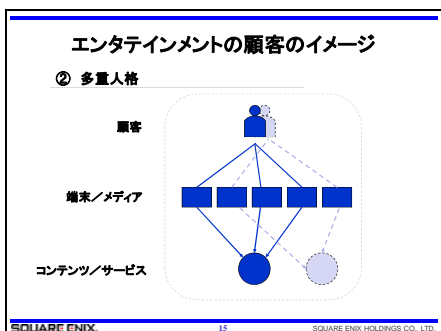 エンタテインメントの顧客のイメージ
② 多重人格
顧客
端末／メディア
コンテンツ／サービス
SQUARE ENIX.
15
SQUARE ENIX HOLDINGS CO., LTD.